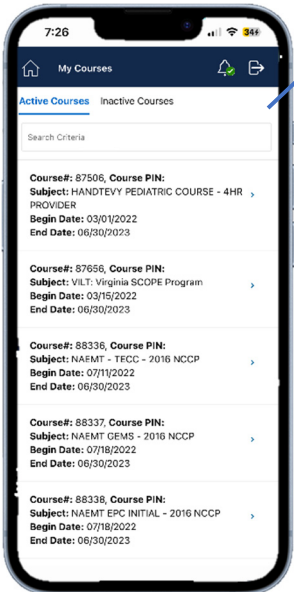 7:26
34
My Courses
Active Courses Inactive Courses
Search Criteria
Course#: 87506, Course PIN:
Subject: HANDTEVY PEDIATRIC COURSE - 4HR
PROVIDER
Begin Date: 03/01/2022
End Date: 06/30/2023
Course#: 87656, Course PIN:
Subject: VILT: Virginia SCOPE Program
Begin Date: 03/15/2022
End Date: 06/30/2023
Course#: 88336, Course PIN:
Subject: NAEMT - TECC - 2016 NCCP
Begin Date: 07/11/2022
End Date: 06/30/2023
Course#: 88337, Course PIN:
Subject: NAEMT GEMS - 2016 NCCP
Begin Date: 07/18/2022
End Date: 06/30/2023
Course#: 88338, Course PIN:
Subject: NAEMT EPC INITIAL - 2016 NCCP
Begin Date: 07/18/2022
End Date: 06/30/2023